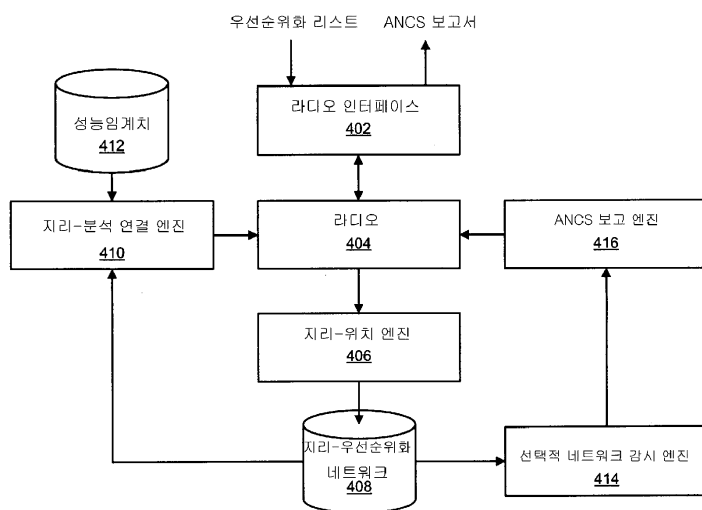 우선순위화 리스트
ANCS 보고서
라디오 인터페이스
402
성능임계치
412
지리-분석 연결 엔진
410
라디오
404
ANCS 보고 엔진
416
지리-위치 엔진
406
지리-우선순위화
네트워크
408
선택적 네트워크 감시 엔진
414